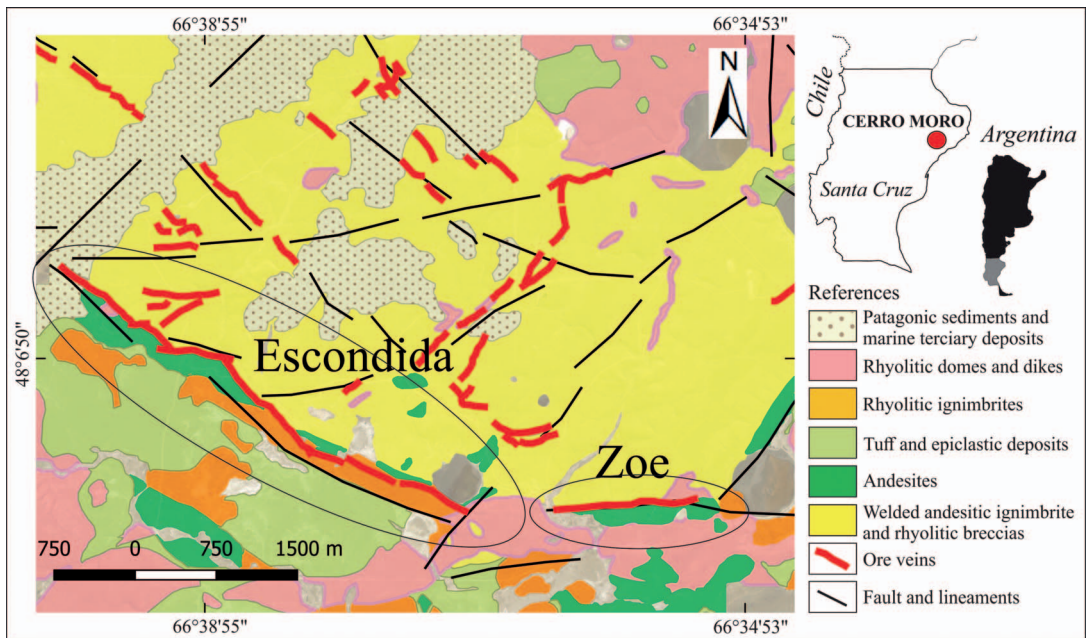 66°38'55"
66°34'53"
N
48°6'50"
Escondida
Zoe
750 0 750 1500 m
66°38'55"
66°34'53"
Chile
CERRO MORO
Argentina
Santa Cruz
References
Patagonic sediments and
marine terciary deposits
Rhyolitic domes and dikes
Rhyolitic ignimbrites
Tuff and epiclastic deposits
Andesites
Welded andesitic ignimbrite
and rhyolitic breccias
Ore veins
Fault and lineaments